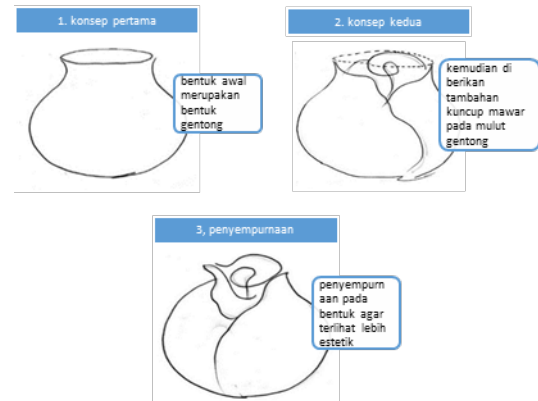 1. konsep pertama
bentuk awal
merupakan
bentuk
gentong
2. konsep kedua
kemudian di
berikan
tambahan
kuncup mawar
pada mulut
gentong
3, penyempurnaan
penyempurn
aan pada
bentuk agar
terlihat lebih
estetik